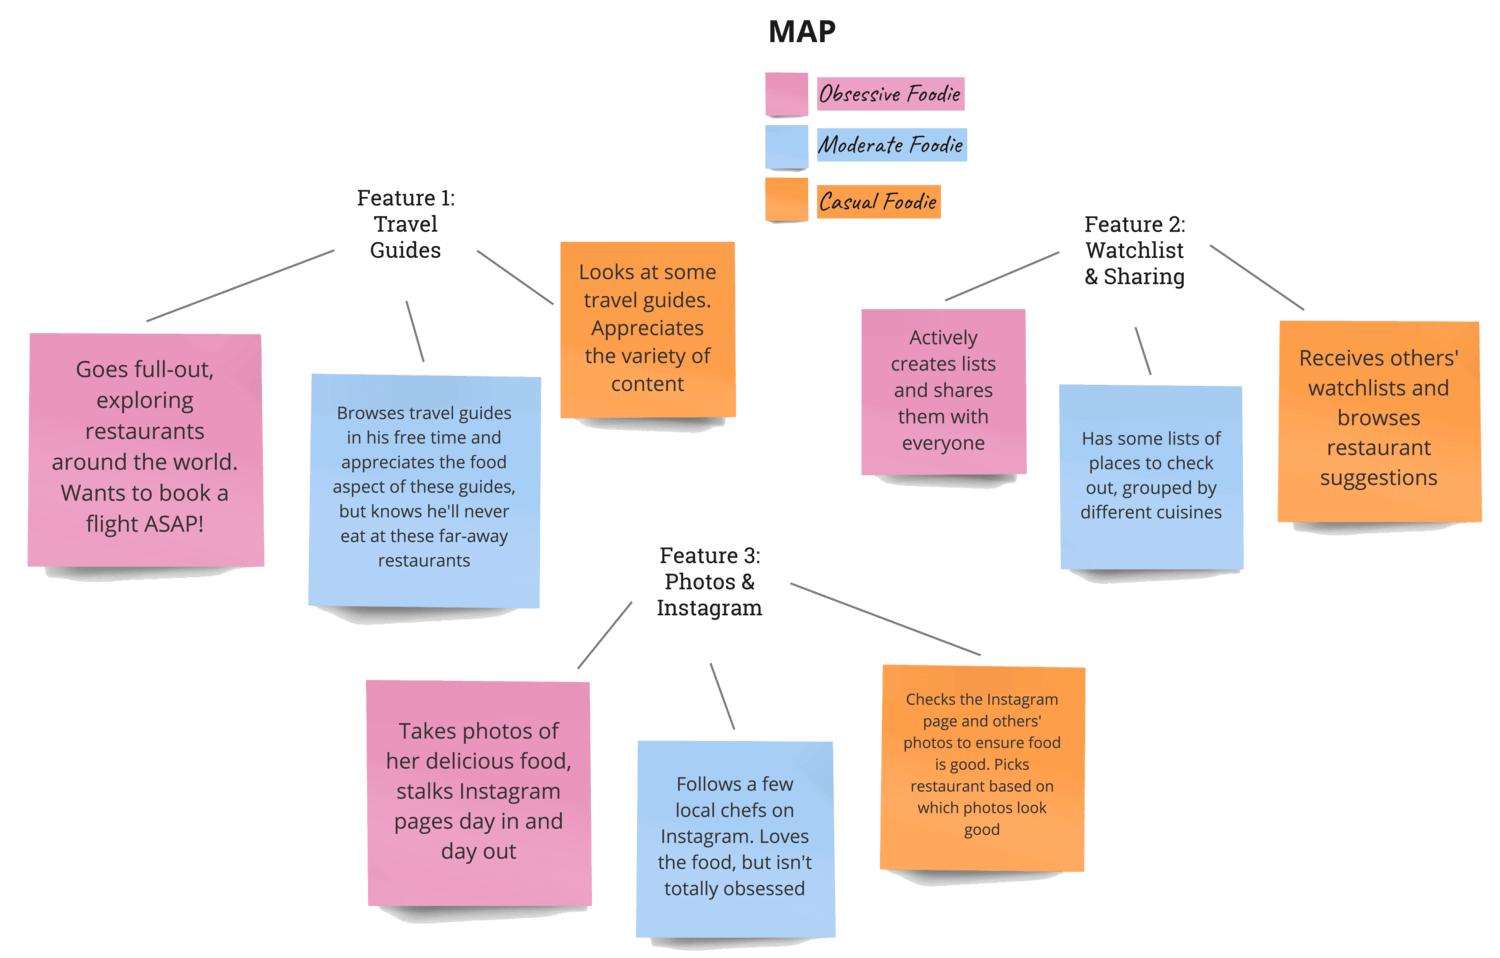 MAP
Obsessive Foodie
Moderate Foodie
Casual Foodie
Feature 1:
Travel
Guides
Goes full-out,
exploring
restaurants
around the world.
Wants to book a
flight ASAP!
Browses travel guides
in his free time and
appreciates the food
aspect of these guides,
but knows he'll never
eat at these far-away
restaurants
Looks at some
travel guides.
Appreciates
the variety of
content
Feature 2:
Watchlist
& Sharing
Actively
creates lists
and shares
them with
everyone
Has some lists of
places to check
out, grouped by
different cuisines
Receives others'
watchlists and
browses
restaurant
suggestions
Feature 3:
Photos &
Instagram
Takes photos of
her delicious food,
stalks Instagram
pages day in and
day out
Follows a few
local chefs on
Instagram. Loves
the food, but isn't
totally obsessed
Checks the Instagram
page and others'
photos to ensure food
is good. Picks
restaurant based on
which photos look
good